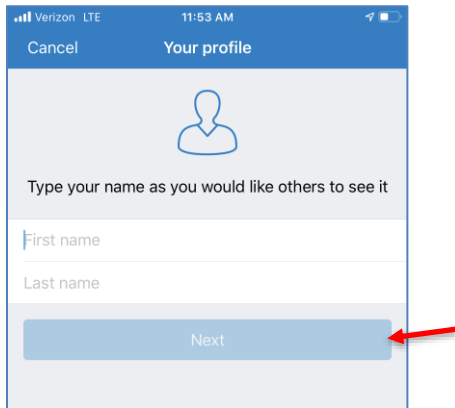 Verizon LTE 11:53 AM
Cancel Your profile
Type your name as you would like others to see it
First name
Last name
Next